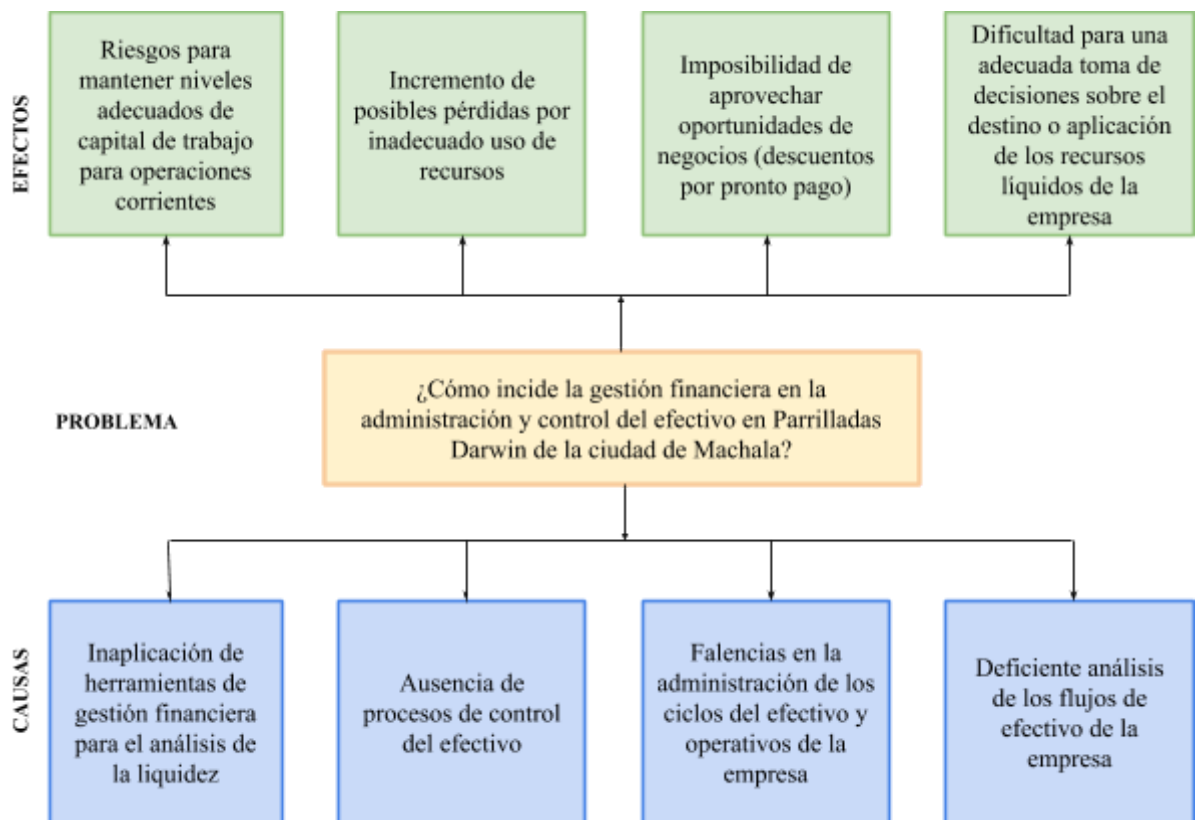 EFECTOS
Riesgos para
mantener niveles
adecuados de
capital de trabajo
para operaciones
corrientes
Incremento de
posibles pérdidas por
inadecuado uso de
recursos
Imposibilidad de
aprovechar
oportunidades de
negocios (descuentos
por pronto pago)
Dificultad para una
adecuada toma de
decisiones sobre el
destino o aplicación
de los recursos
líquidos de la
empresa
PROBLEMA
¿Cómo incide la gestión financiera en la
administración y control del efectivo en Parrilladas
Darwin de la ciudad de Machala?
CAUSAS
Inaplicación de
herramientas de
gestión financiera
para el análisis de
la liquidez
Ausencia de
procesos de control
del efectivo
Falencias en la
administración de los
ciclos del efectivo y
operativos de la
empresa
Deficiente análisis
de los flujos de
efectivo de la
empresa